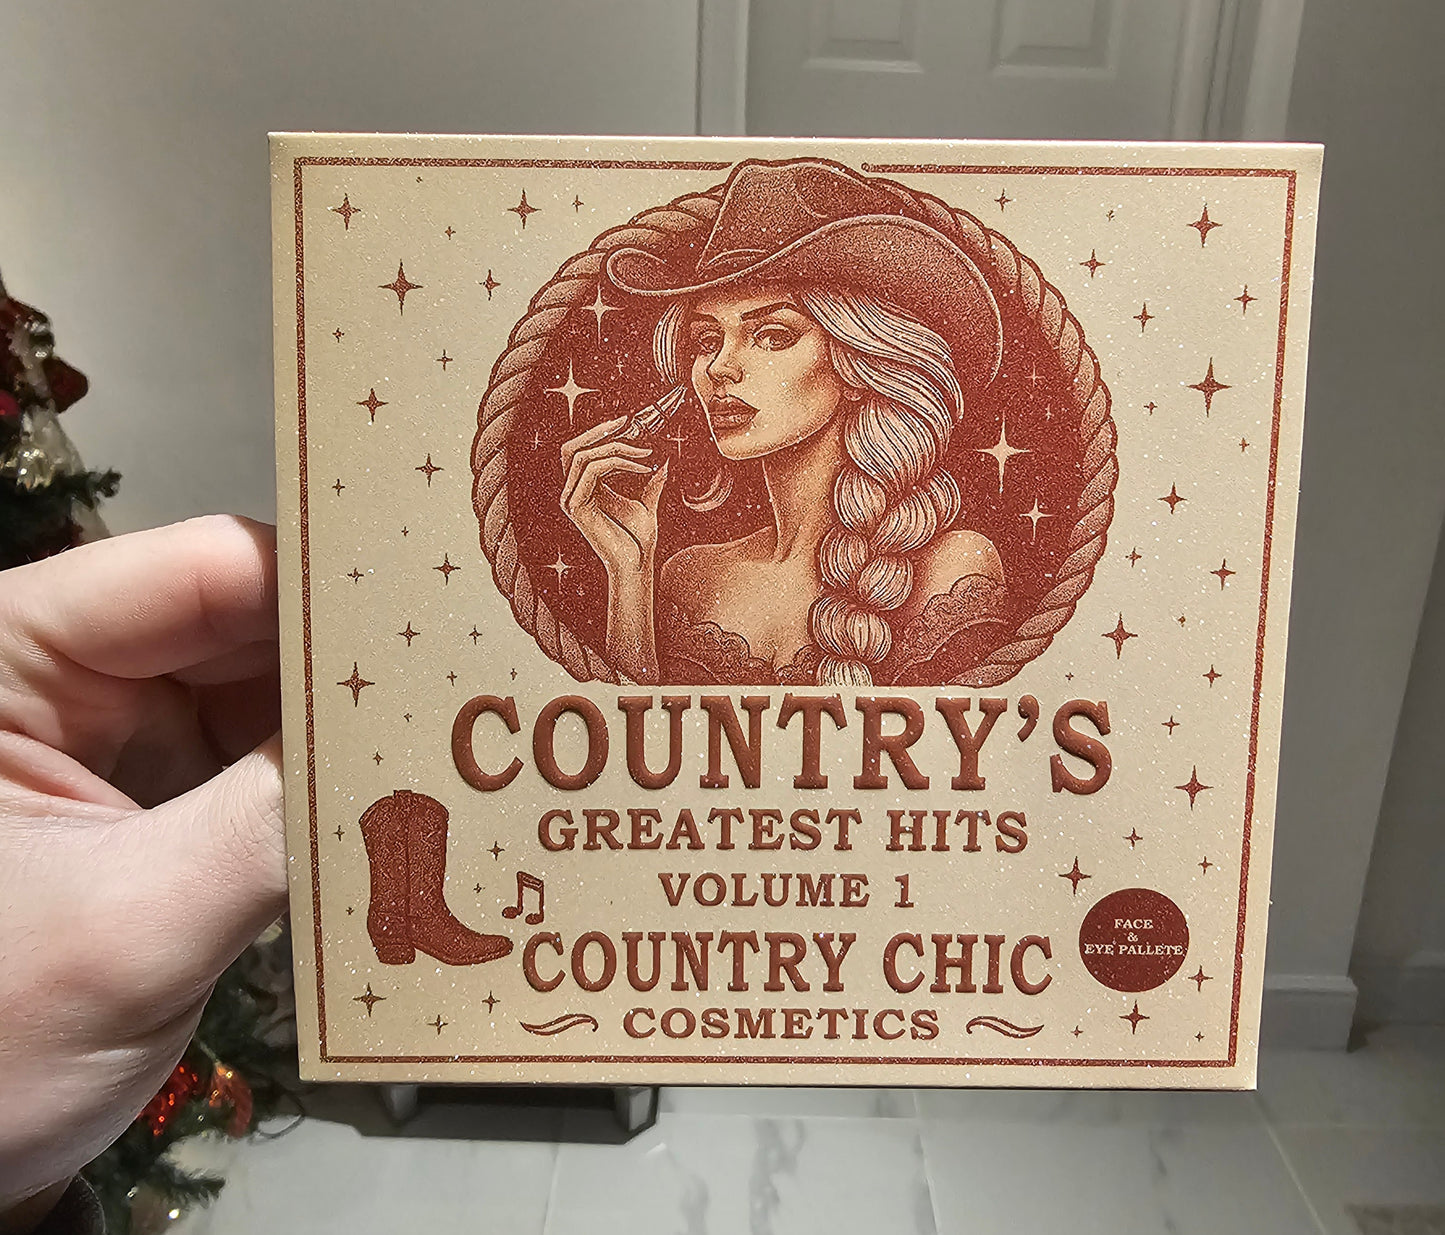 COUNTRY’S
GREATEST HITS
VOLUME 1
COUNTRY CHIC
COSMETICS
FACE
&
EYE PALLETE